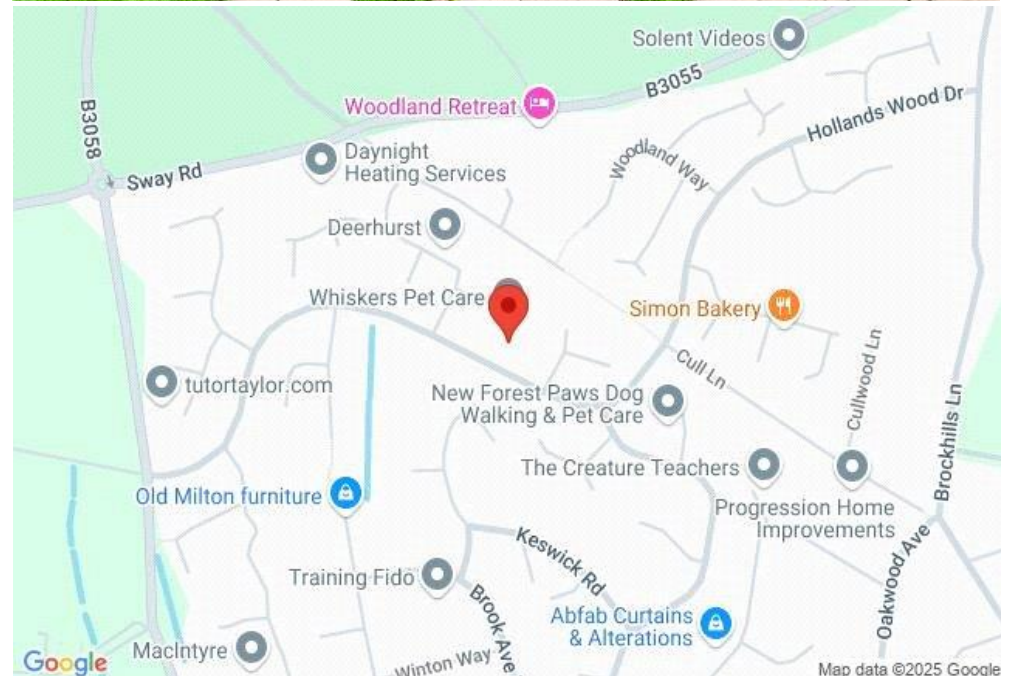 Solent Videos
B3055
Woodland Retreat
Hollands Wood Dr
B3058
Daynight
Heating Services
Woodland Way
Sway Rd
Deerhurst
Whiskers Pet Care
Simon Bakery
Cull Ln
Cullwood Ln
tutortaylor.com
New Forest Paws Dog
Walking & Pet Care
Brockhills Ln
The Creature Teachers
Old Milton furniture
Progression Home
Improvements
Keswick Rd
Oakwood Ave
Training Fido
Brook Ave
Abfab Curtains
& Alterations
MacIntyre
Winton Way
Google
Map data ©2025 Google